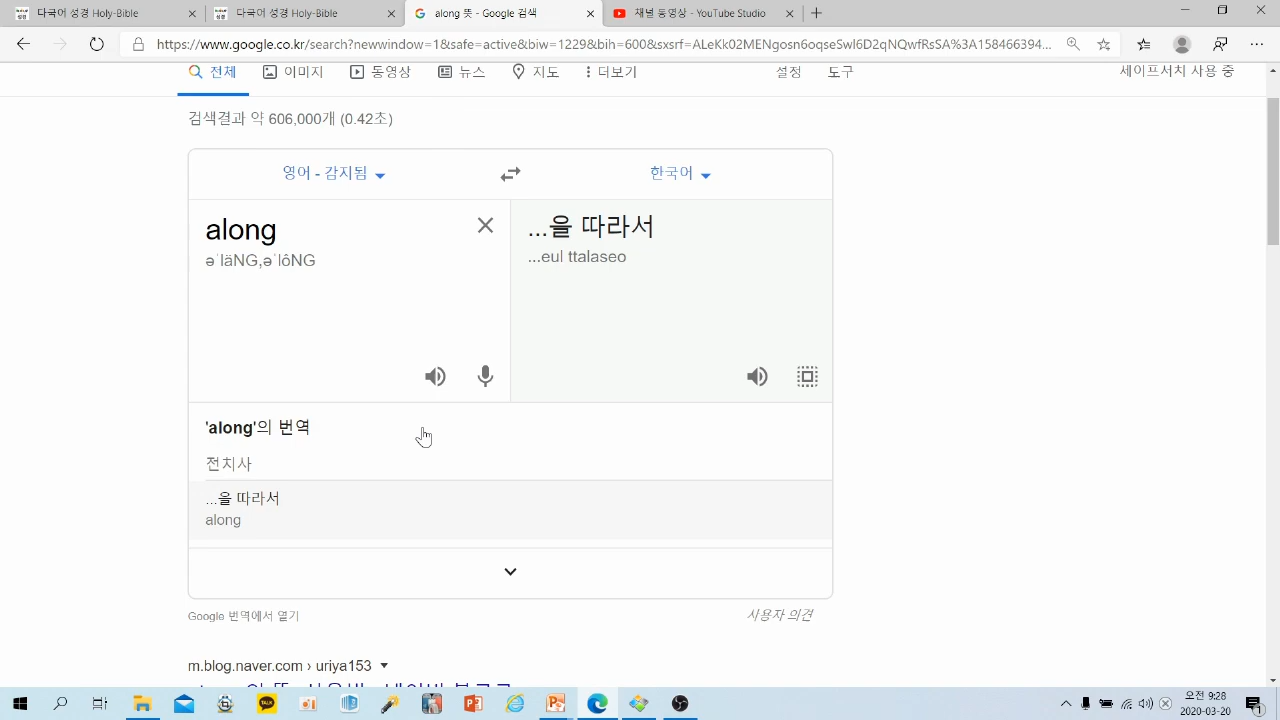 다국어 성경 Holy-Bible
다국어 성경 Holy-Bible
along 뜻 - Google 검색
채널 동영상 - YouTube Studio
https://www.google.co.kr/search?newwindow=1&safe=active&biw=1229&bih=600&sxsrf=ALeKk02MENgosn6oqseSwI6D2qNQwfRsSA%3A158466394...
전체 이미지 동영상 뉴스 지도 더보기 설정 도구
세이프서치 사용 중
검색결과 약 606,000개 (0.42초)
영어 - 감지됨
한국어
along
...을 따라서
əˈläNG,əˈlôNG
...eul ttalaseo
'along'의 번역
전치사
...을 따라서
along
Google 번역에서 열기
사용자 의견
m.blog.naver.com › uriya153
TALK
오전 9:28
2020-03-20
1